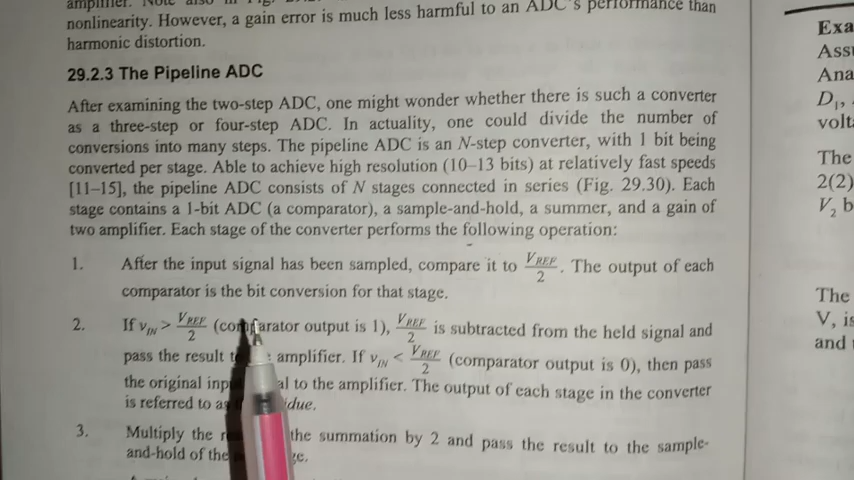 amplifier. Note also in Fig.
nonlinearity. However, a gain error is much less harmful to an ADC's performance than
harmonic distortion.
29.2.3 The Pipeline ADC
After examining the two-step ADC, one might wonder whether there is such a converter
as a three-step or four-step ADC. In actuality, one could divide the number of
conversions into many steps. The pipeline ADC is an N-step converter, with 1 bit being
converted per stage. Able to achieve high resolution (10–13 bits) at relatively fast speeds
[11–15], the pipeline ADC consists of N stages connected in series (Fig. 29.30). Each
stage contains a 1-bit ADC (a comparator), a sample-and-hold, a summer, and a gain of
two amplifier. Each stage of the converter performs the following operation:
1. After the input signal has been sampled, compare it to V_REF/2. The output of each
comparator is the bit conversion for that stage.
2. If v_IN > V_REF/2 (comparator output is 1), V_REF/2 is subtracted from the held signal and
pass the result amplifier. If v_IN < V_REF/2 (comparator output is 0), then pass
the original to the amplifier. The output of each stage in the converter
is referred to as
3. Multiply the the summation by 2 and pass the result to the sample-
and-hold of the
Ana
D₁,
volt
The
2(2)
V₂ b
The
V, is
and